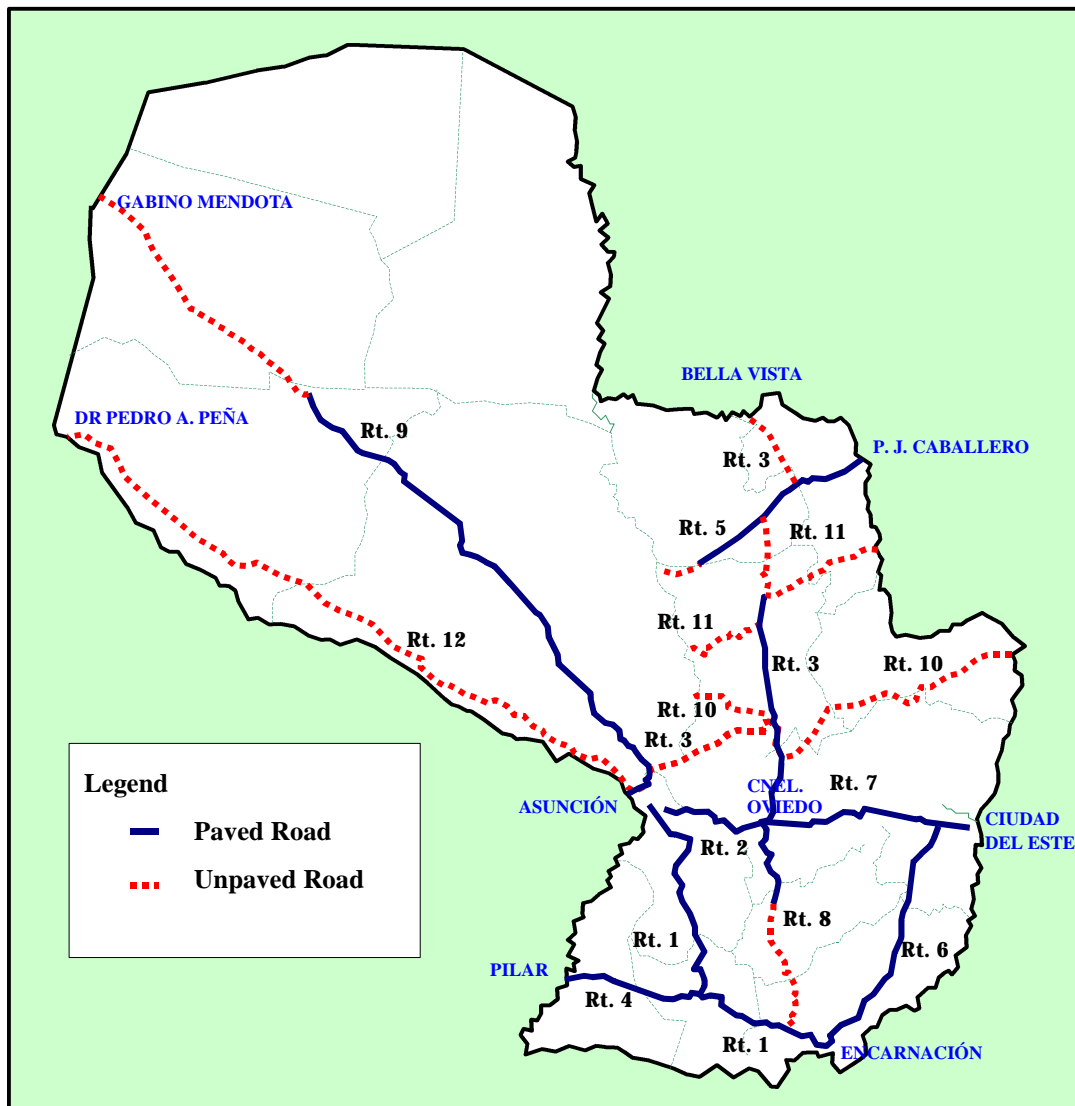 GABINO MENDOTA
BELLA VISTA
DR PEDRO A. PEÑA
Rt. 9
P. J. CABALLERO
Rt. 3
Rt. 5
Rt. 11
Rt. 11
Rt. 12
Rt. 3
Rt. 10
Rt. 10
Rt. 3
Legend
ASUNCIÓN
CNEL.
OVIEDO
Rt. 7
CIUDAD
DEL ESTE
Paved Road
Rt. 2
Unpaved Road
Rt. 8
Rt. 1
Rt. 6
PILAR
Rt. 4
Rt. 1
ENCARNACIÓN